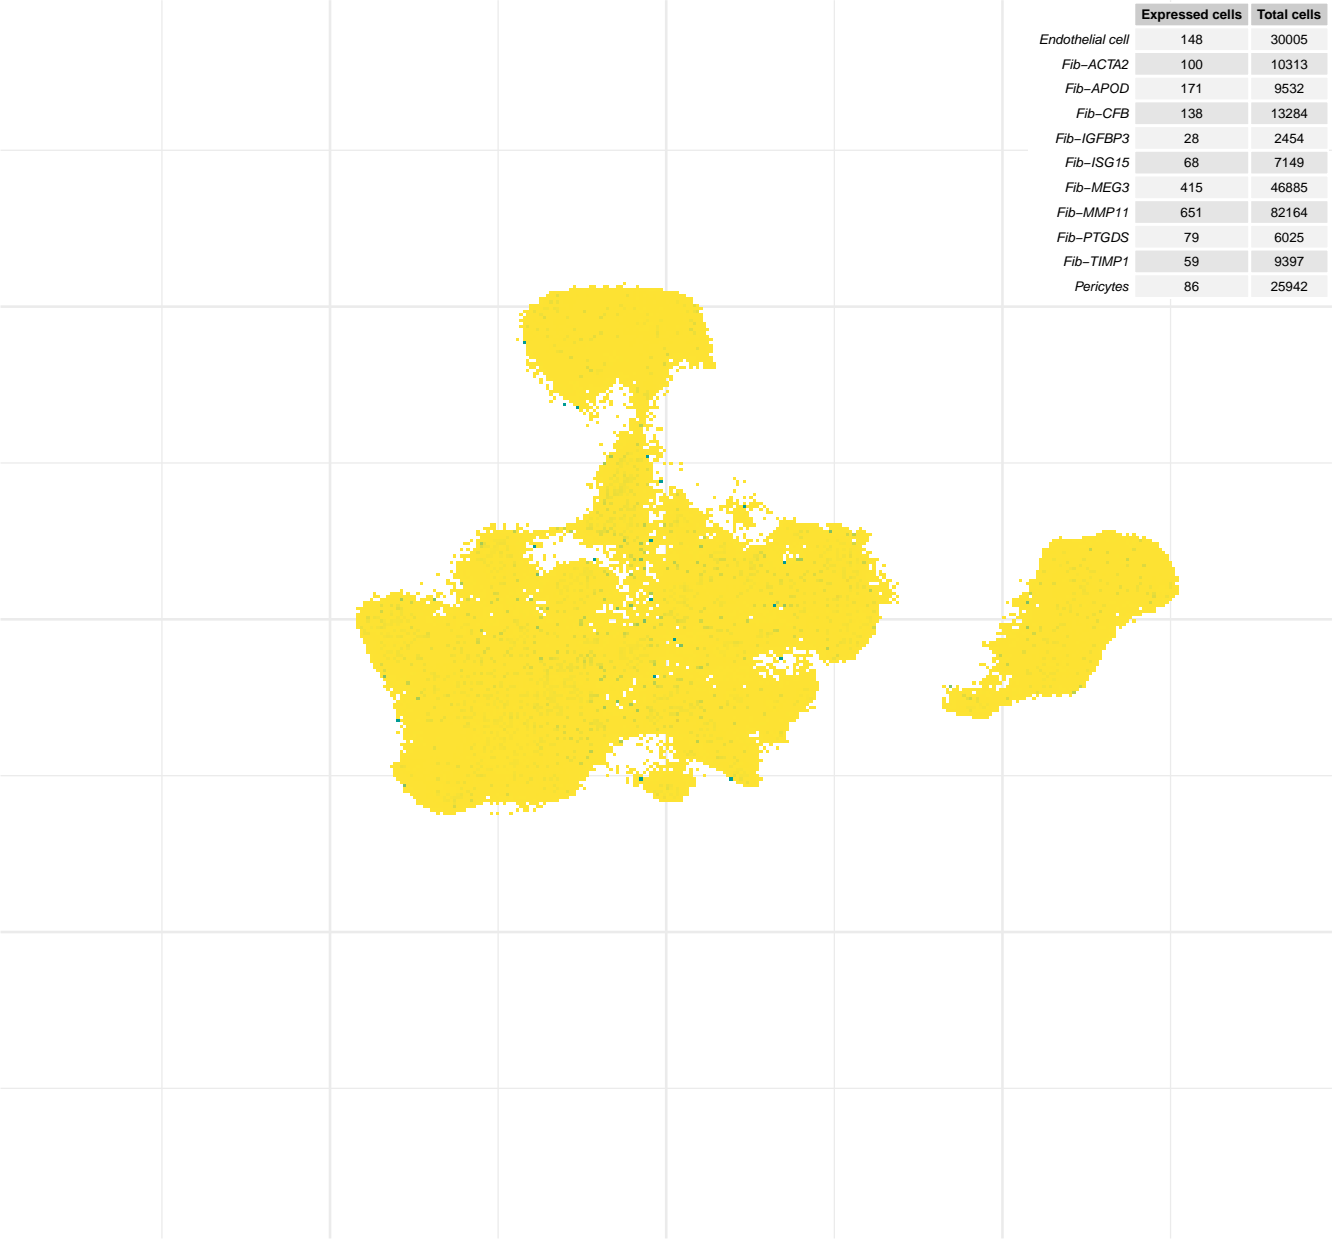 Expressed cells Total cells
Endothelial cell 148 30005
Fib−ACTA2 100 10313
Fib−APOD 171 9532
Fib−CFB 138 13284
Fib−IGFBP3 28 2454
Fib−ISG15 68 7149
Fib−MEG3 415 46885
Fib−MMP11 651 82164
Fib−PTGDS 79 6025
Fib−TIMP1 59 9397
Pericytes 86 25942